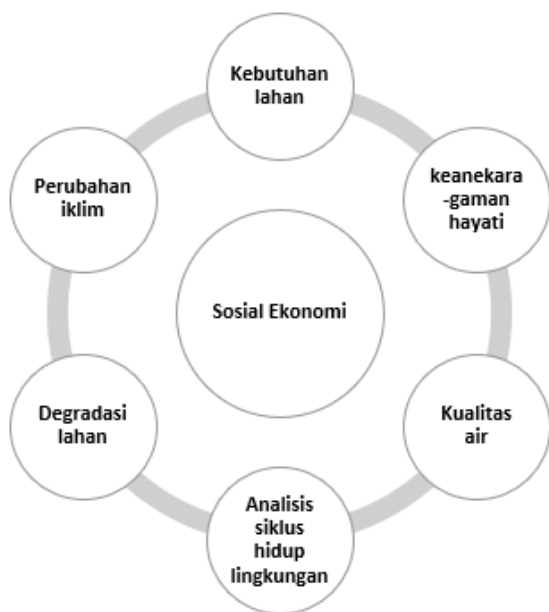 Kebutuhan
lahan
keanekara
-gaman
hayati
Kualitas
air
Analisis
siklus
hidup
lingkungan
Degradasi
lahan
Perubahan
iklim
Sosial Ekonomi